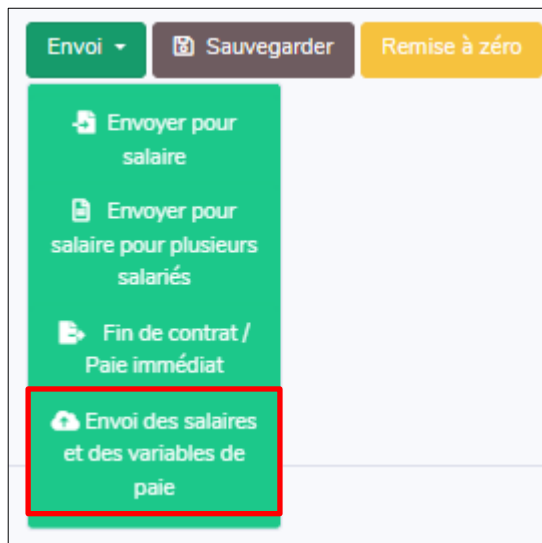 Envoi
Sauvegarder
Remise à zéro
Envoyer pour
salaire
Envoyer pour
salaire pour plusieurs
salariés
Fin de contrat /
Paie immédiat
Envoi des salaires
et des variables de
paie